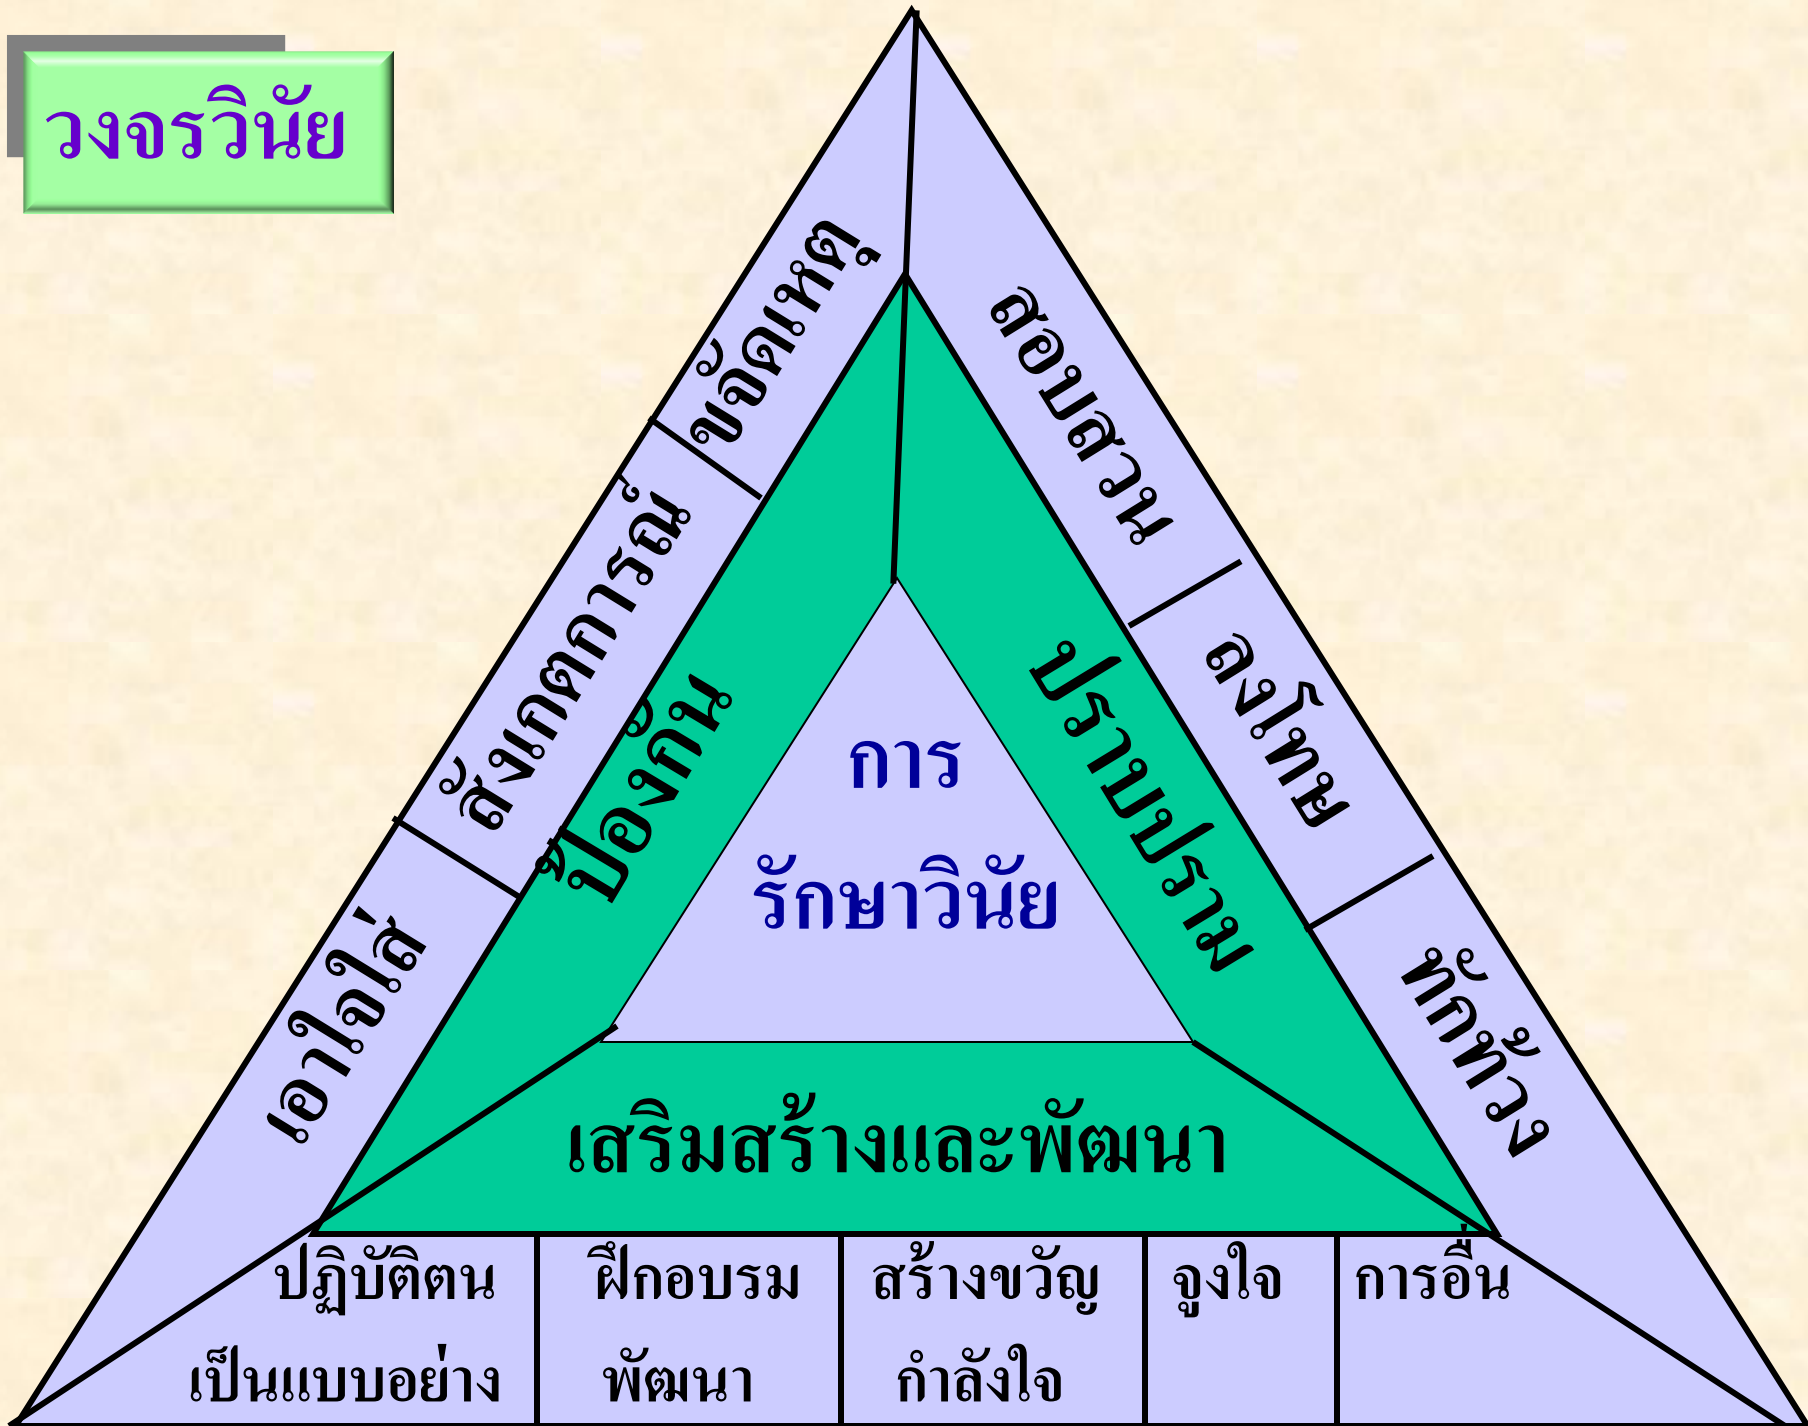 วงจรวินัย
ขจัดเหตุ
สังเกตการณ์
เอาใจใส่
สอบสวน
ลงโทษ
ทักท้วง
ป้องกัน
ปราบปราม
การ
รักษาวินัย
เสริมสร้างและพัฒนา
ปฏิบัติตน
เป็นแบบอย่าง
ฝึกอบรม
พัฒนา
สร้างขวัญ
กำลังใจ
จูงใจ
การอื่น